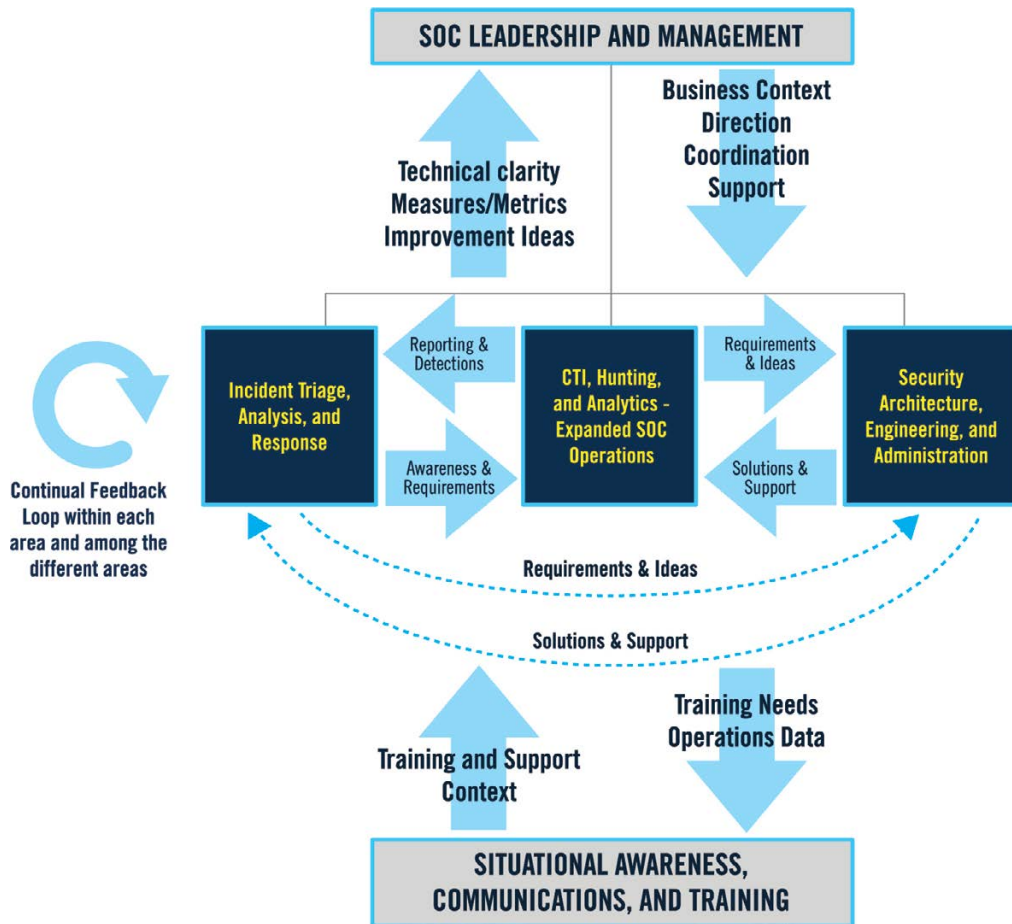 SOC LEADERSHIP AND MANAGEMENT
Business Context
Direction
Coordination
Support
Technical clarity
Measures/Metrics
Improvement Ideas
Reporting &
Detections
Requirements
& Ideas
Incident Triage,
Analysis, and
Response
CTI, Hunting,
and Analytics -
Expanded SOC
Operations
Security
Architecture,
Engineering, and
Administration
Awareness &
Requirements
Solutions &
Support
Continual Feedback
Loop within each
area and among the
different areas
Requirements & Ideas
Solutions & Support
Training and Support
Context
Training Needs
Operations Data
SITUATIONAL AWARENESS,
COMMUNICATIONS, AND TRAINING